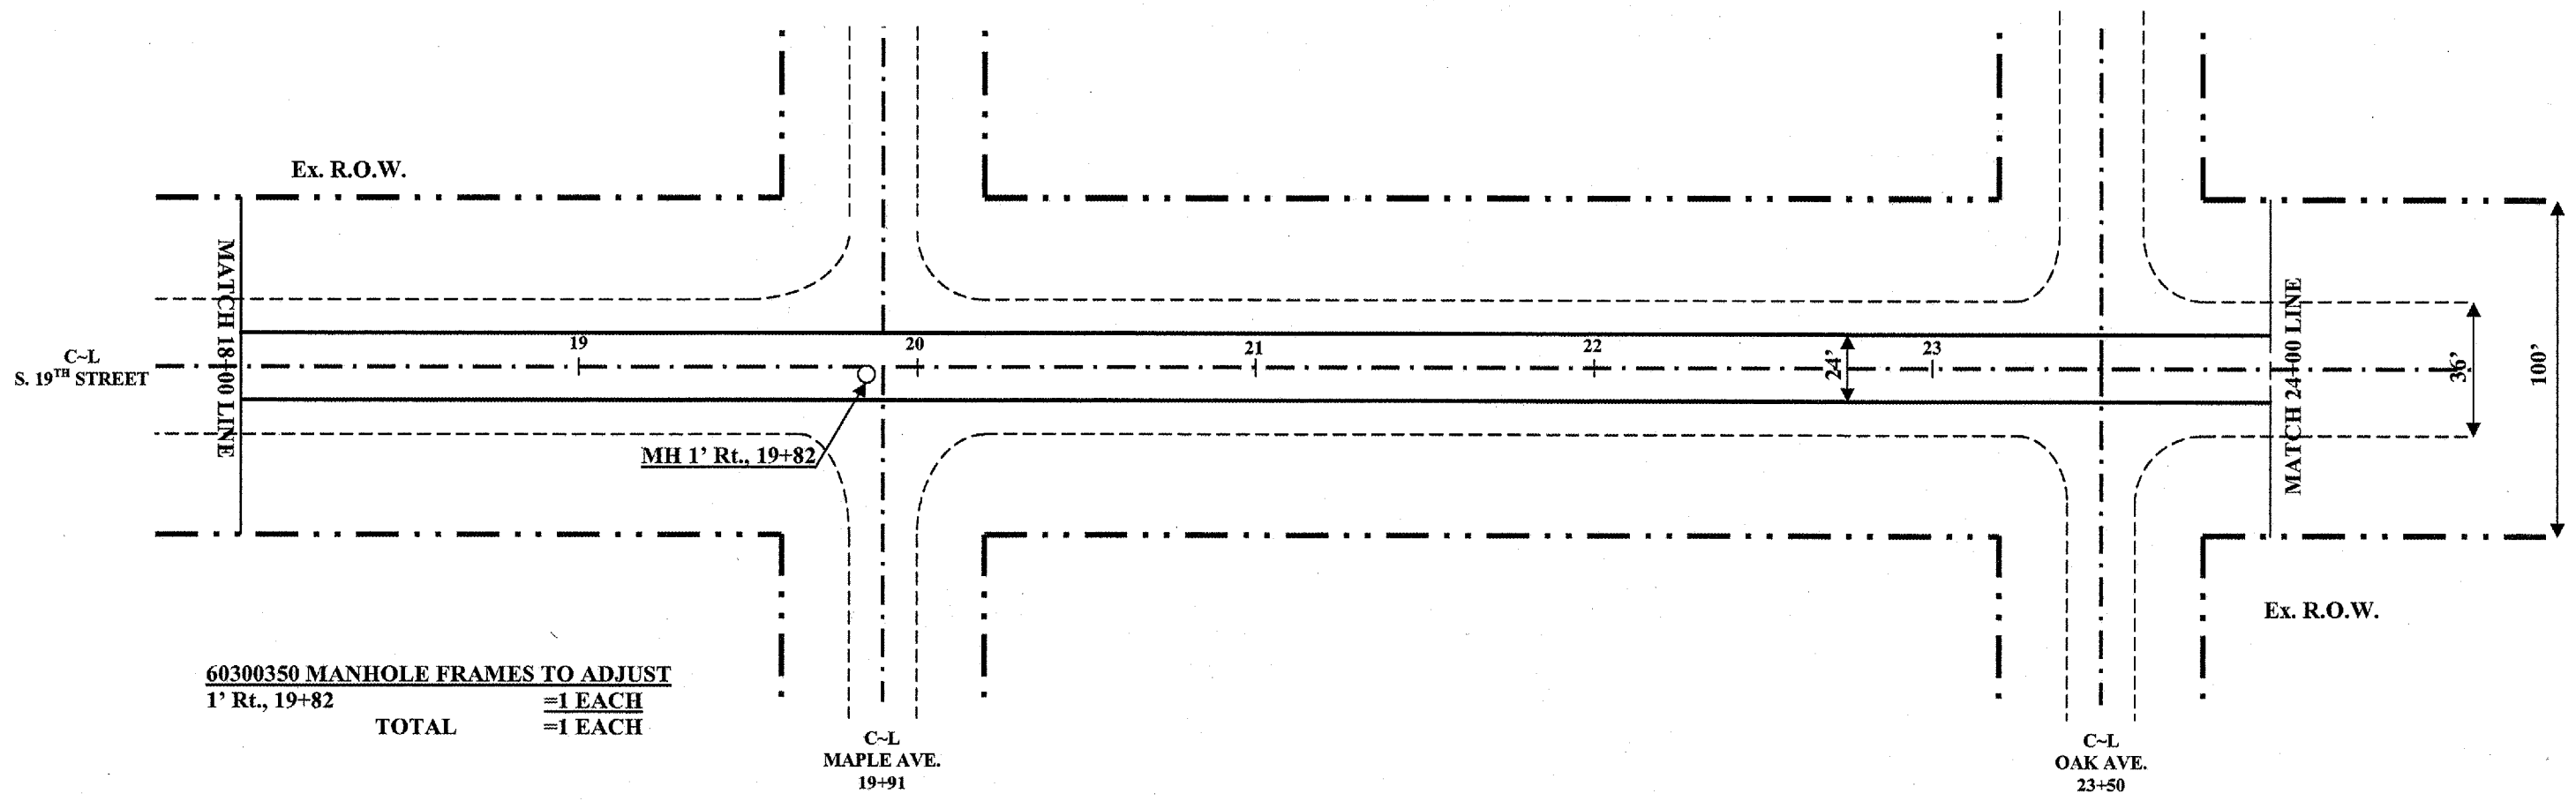 Ex. R.O.W.
MATCH 18+00 LINE
C~L
S. 19TH STREET
19
20
21
22
23
24'
MATCH 24+00 LINE
36'
100'
MH 1' Rt., 19+82
Ex. R.O.W.
60300350 MANHOLE FRAMES TO ADJUST
1' Rt., 19+82 =1 EACH
TOTAL =1 EACH
C~L
MAPLE AVE.
19+91
C~L
OAK AVE.
23+50